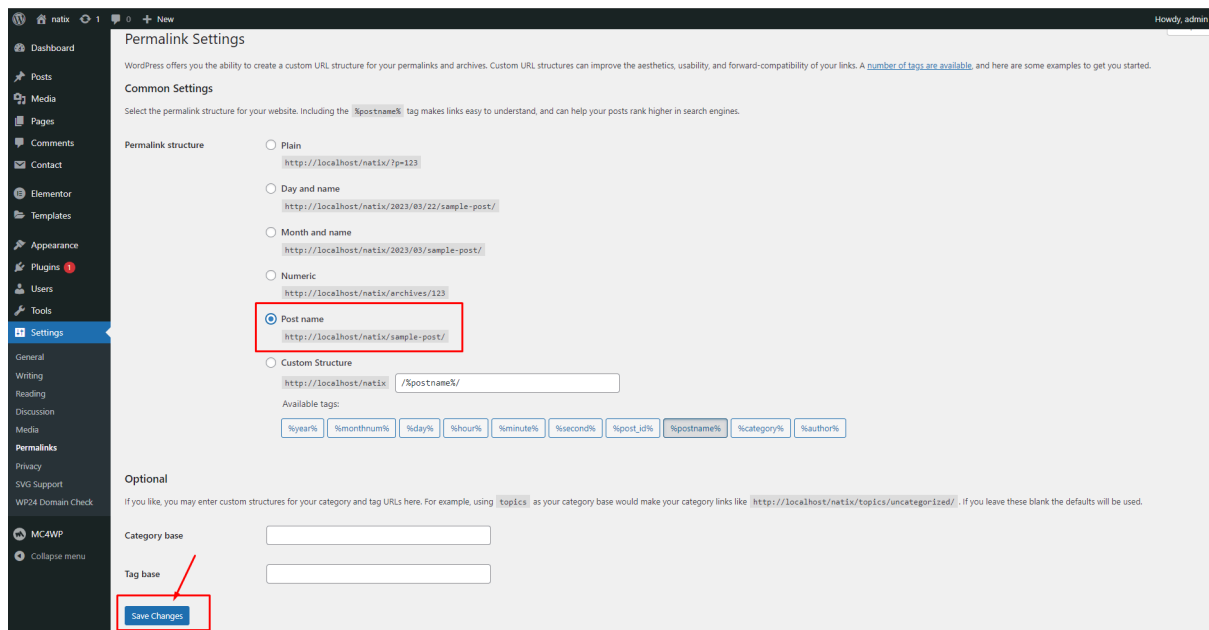 natix 1 0 New Howdy, admin
Dashboard
Posts
Media
Pages
Comments
Contact
Elementor
Templates
Appearance
Plugins 1
Users
Tools
Settings
General
Writing
Reading
Discussion
Media
Permalinks
Privacy
SVG Support
WP24 Domain Check
MC4WP
Collapse menu
Permalink Settings
WordPress offers you the ability to create a custom URL structure for your permalinks and archives. Custom URL structures can improve the aesthetics, usability, and forward-compatibility of your links. A number of tags are available, and here are some examples to get you started.
Common Settings
Select the permalink structure for your website. Including the %postname% tag makes links easy to understand, and can help your posts rank higher in search engines.
Permalink structure
Plain
http://localhost/natix/?p=123
Day and name
http://localhost/natix/2023/03/22/sample-post/
Month and name
http://localhost/natix/2023/03/sample-post/
Numeric
http://localhost/natix/archives/123
Post name
http://localhost/natix/sample-post/
Custom Structure
http://localhost/natix /%postname%/
Available tags:
%year% %monthnum% %day% %hour% %minute% %second% %post_id% %postname% %category% %author%
Optional
If you like, you may enter custom structures for your category and tag URLs here. For example, using topics as your category base would make your category links like http://localhost/natix/topics/uncategorized/ . If you leave these blank the defaults will be used.
Category base
Tag base
Save Changes